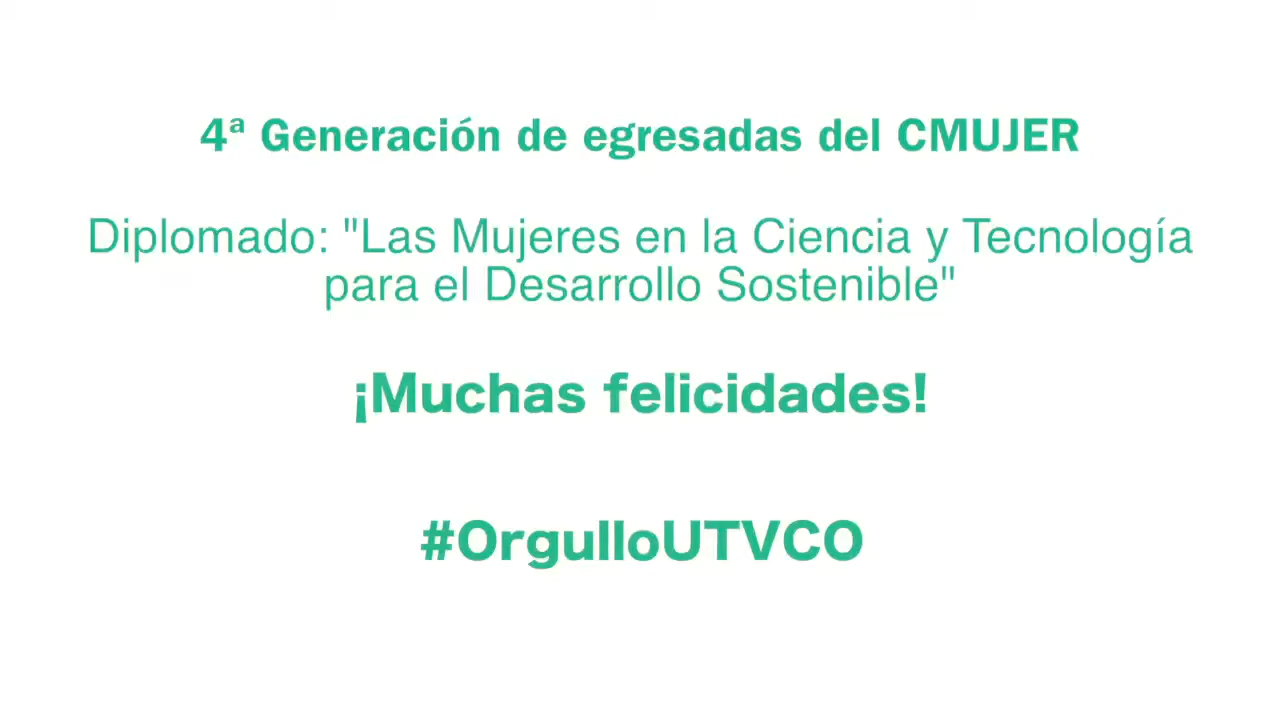 4ª Generación de egresadas del CMUJER
Diplomado: "Las Mujeres en la Ciencia y Tecnología
para el Desarrollo Sostenible"
¡Muchas felicidades!
#OrgulloUTVCO